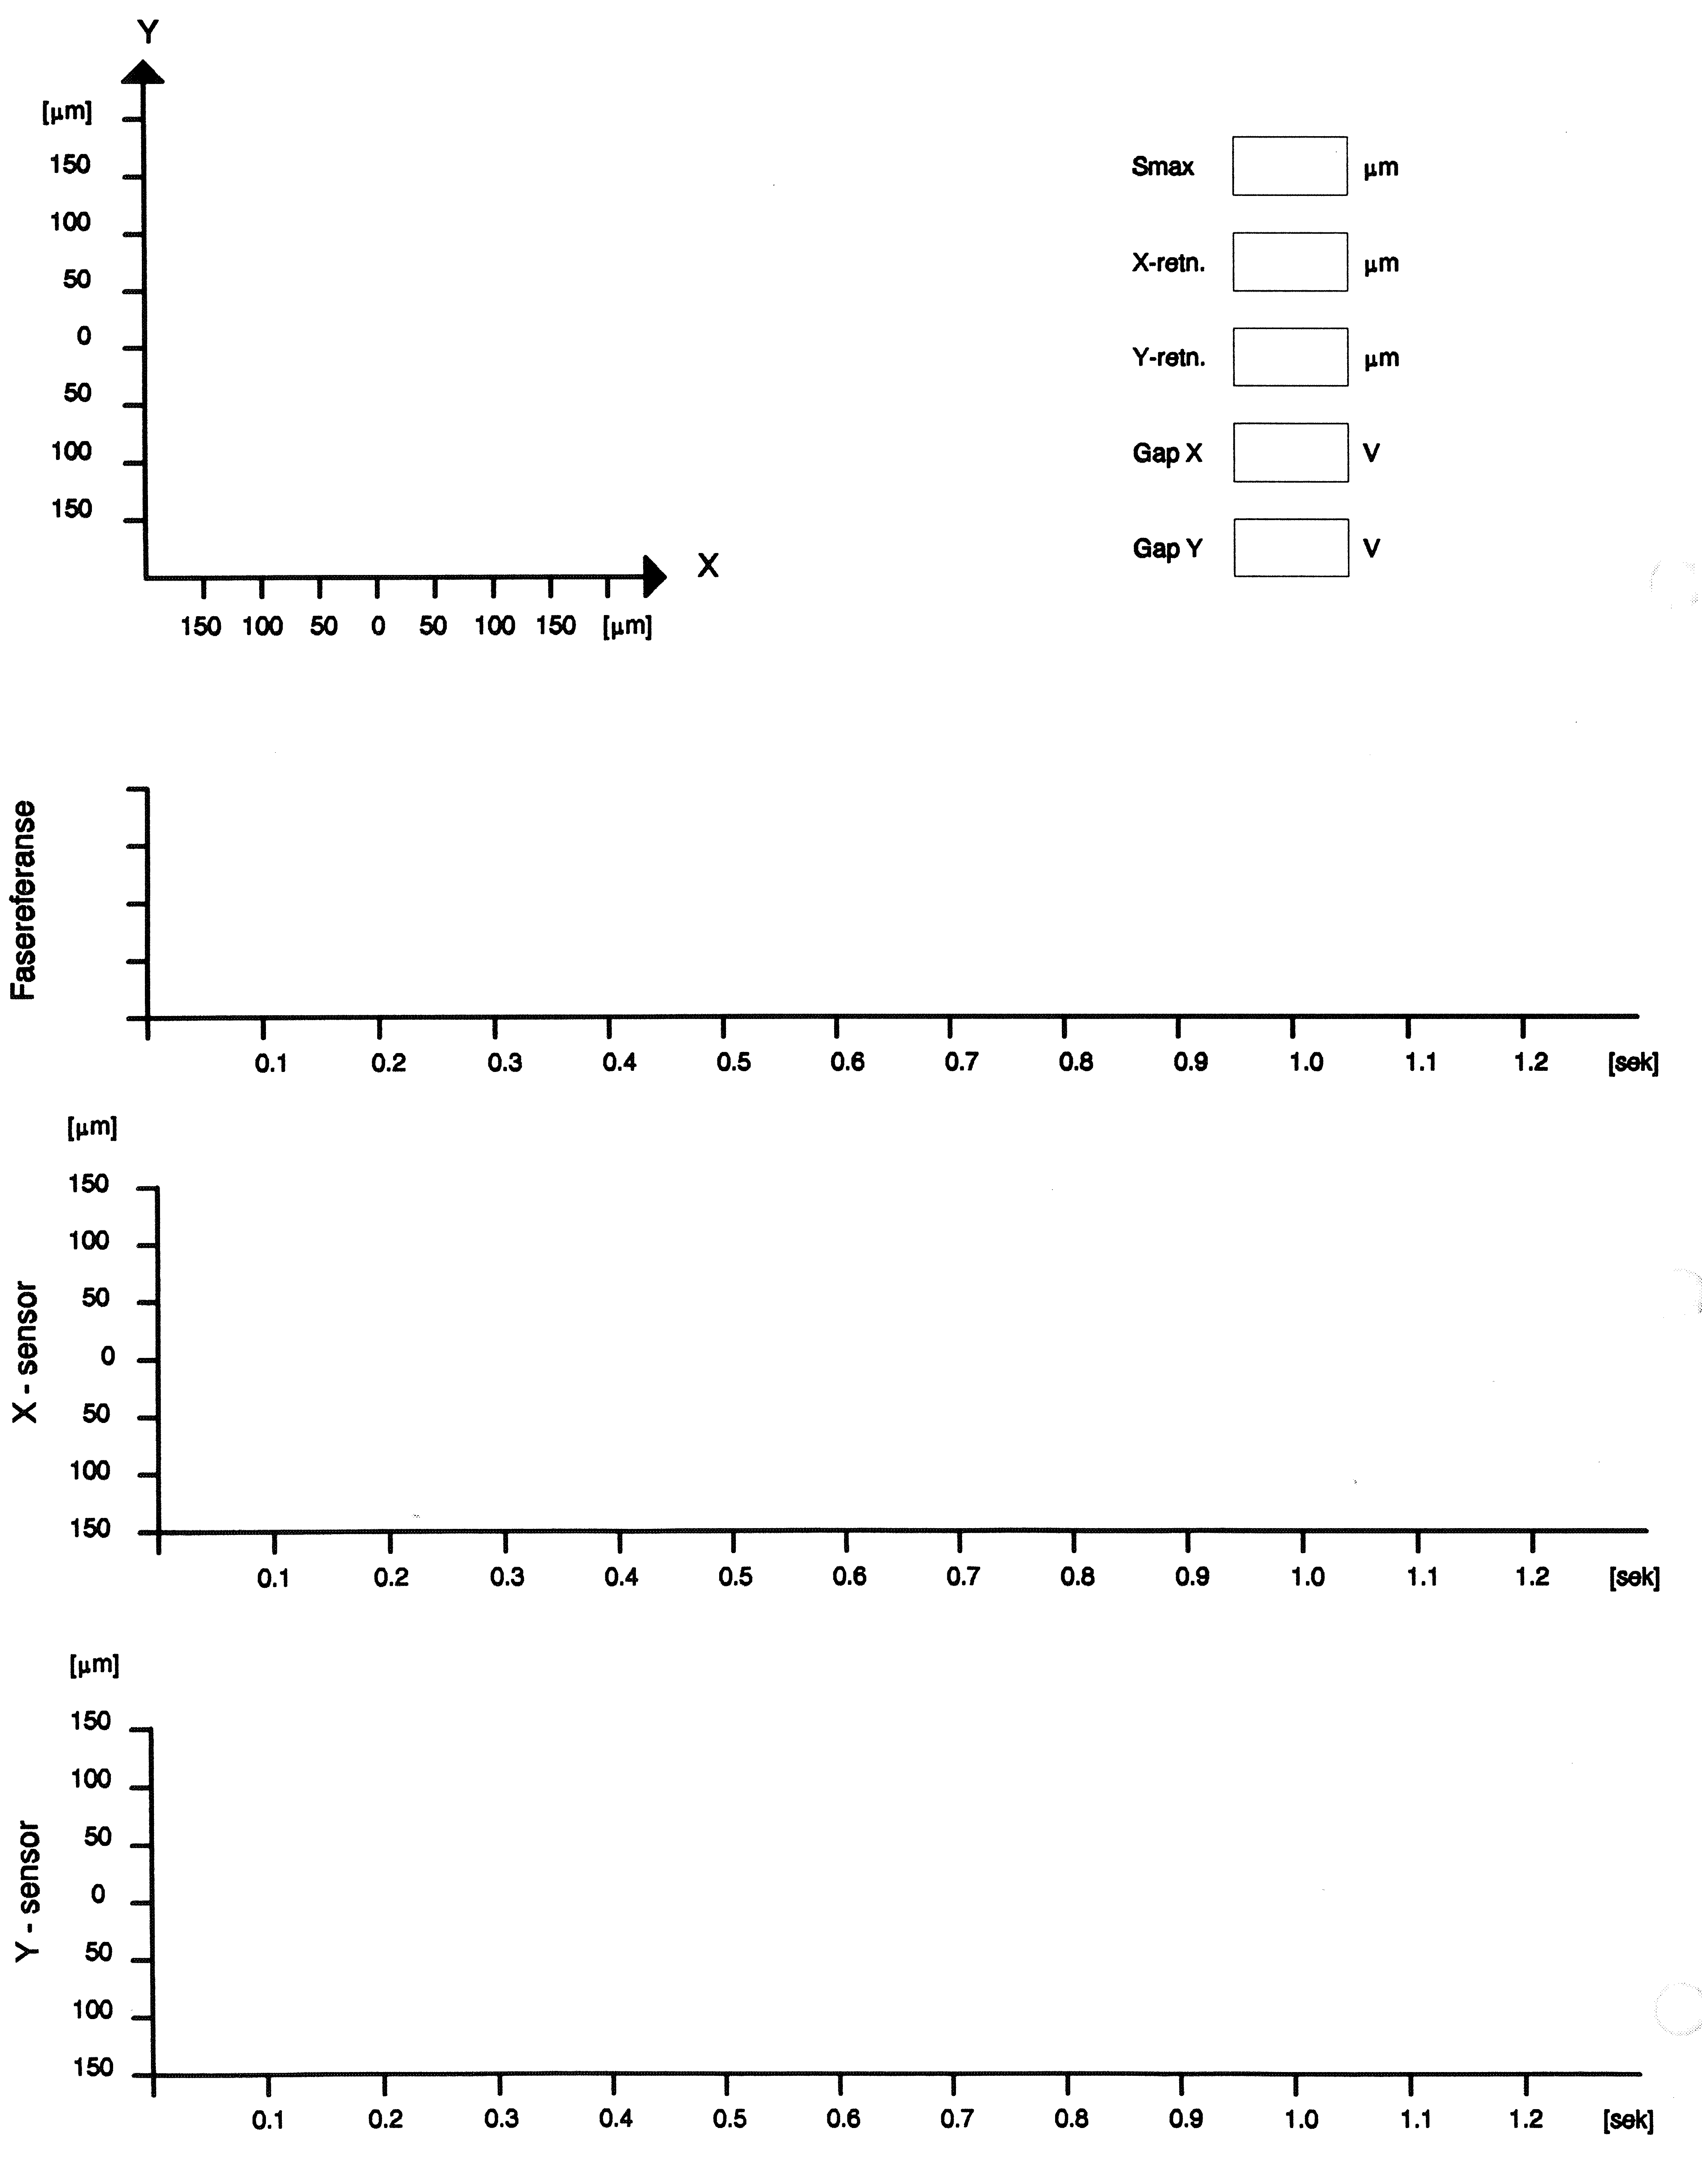 Y
[µm]
150
100
50
0
50
100
150
X
150 100 50 0 50 100 150 [µm]
Smax µm
X-retn. µm
Y-retn. µm
Gap X V
Gap Y V
Fasereferanse
0.1 0.2 0.3 0.4 0.5 0.6 0.7 0.8 0.9 1.0 1.1 1.2 [sek]
[µm]
X - sensor
150
100
50
0
50
100
150
0.1 0.2 0.3 0.4 0.5 0.6 0.7 0.8 0.9 1.0 1.1 1.2 [sek]
[µm]
Y - sensor
150
100
50
0
50
100
150
0.1 0.2 0.3 0.4 0.5 0.6 0.7 0.8 0.9 1.0 1.1 1.2 [sek]